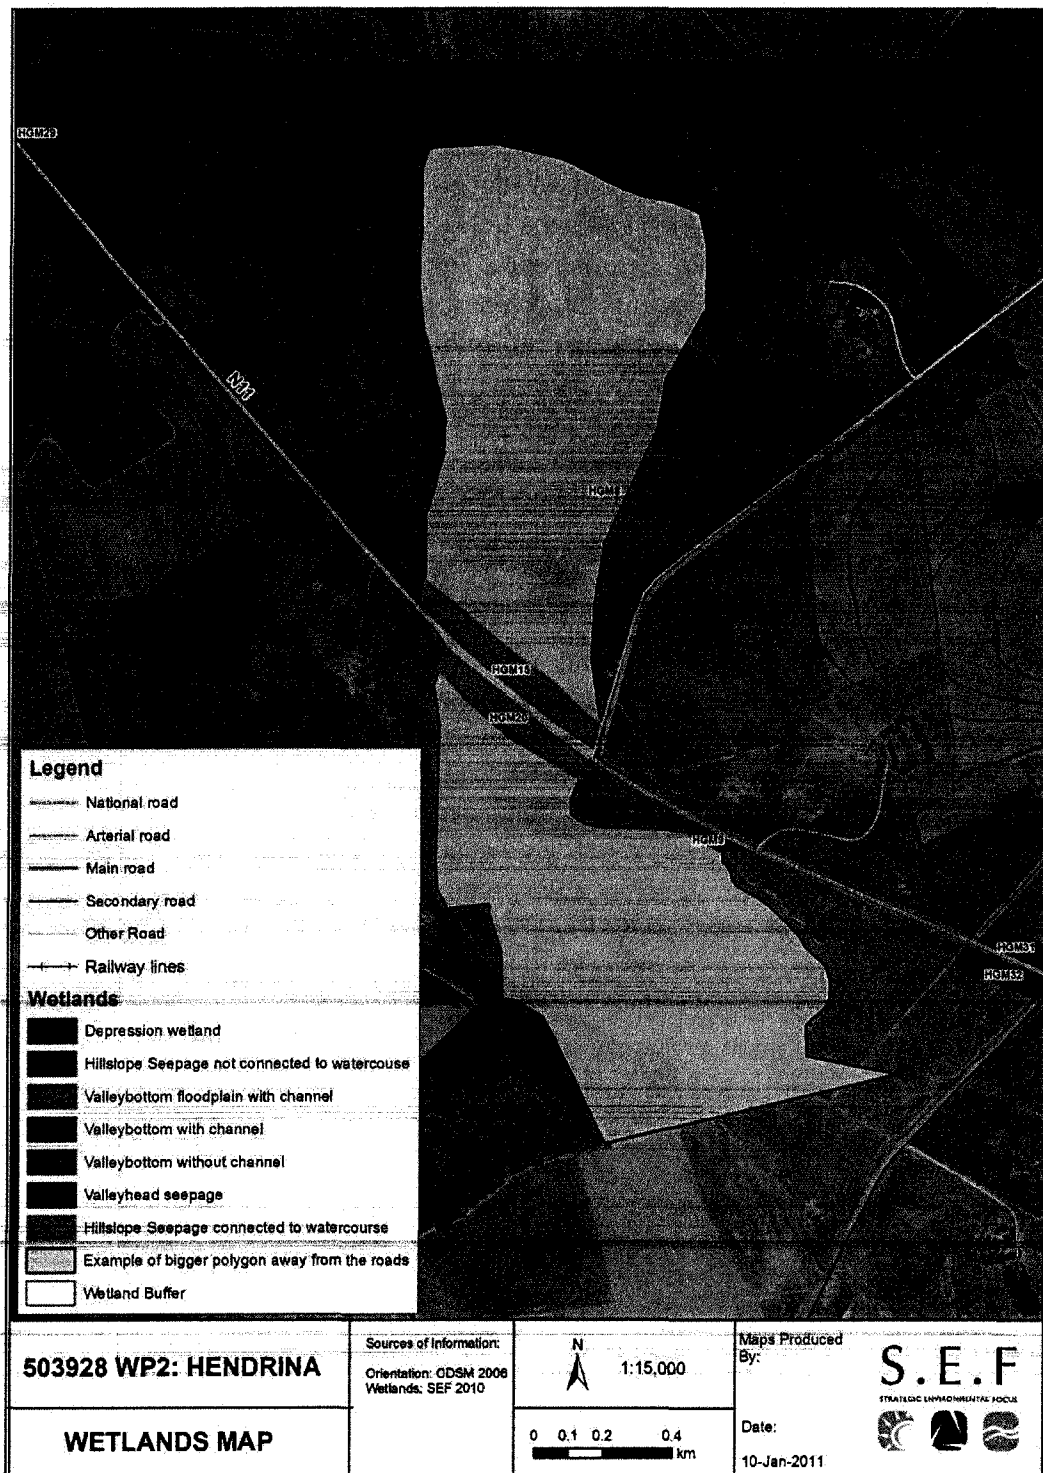 HGM29
N11
HGM15
HGM20
HGM9
HGM31
HGM32
Legend
National road
Arterial road
Main road
Secondary road
Other Road
Railway lines
Wetlands
Depression wetland
Hillslope Seepage not connected to watercouse
Valleybottom floodplain with channel
Valleybottom with channel
Valleybottom without channel
Valleyhead seepage
Hillslope Seepage connected to watercourse
Example of bigger polygon away from the roads
Wetland Buffer
503928 WP2: HENDRINA
WETLANDS MAP
Sources of Information:
Orientation: GDSM 2006
Wetlands: SEF 2010
N
1:15,000
0 0.1 0.2 0.4
km
Maps Produced
By:
S.E.F
STRATEGIC ENVIRONMENTAL FOCUS
Date:
10-Jan-2011